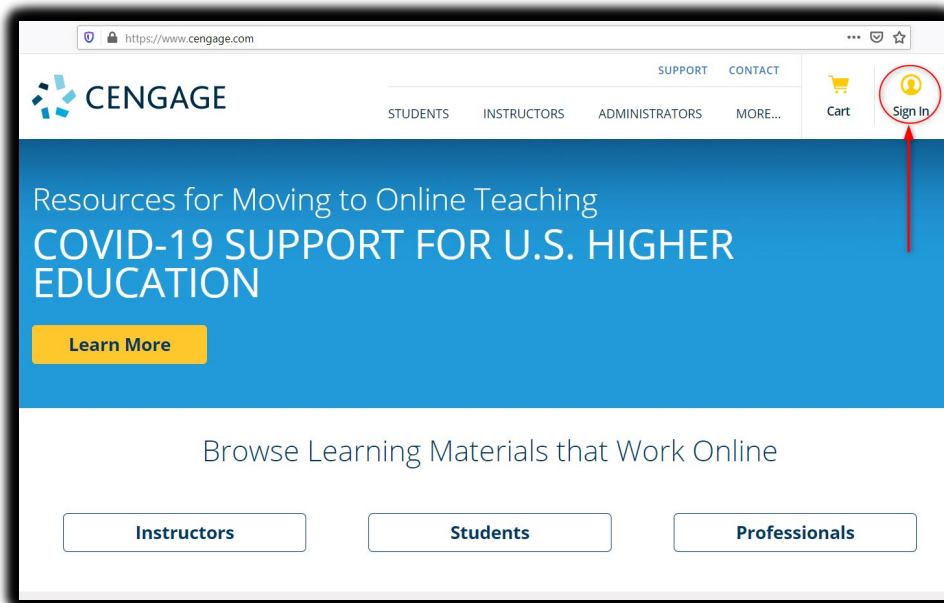 https://www.cengage.com
SUPPORT CONTACT
CENGAGE
STUDENTS INSTRUCTORS ADMINISTRATORS MORE...
Cart
Sign In
Resources for Moving to Online Teaching
COVID-19 SUPPORT FOR U.S. HIGHER
EDUCATION
Learn More
Browse Learning Materials that Work Online
Instructors Students Professionals